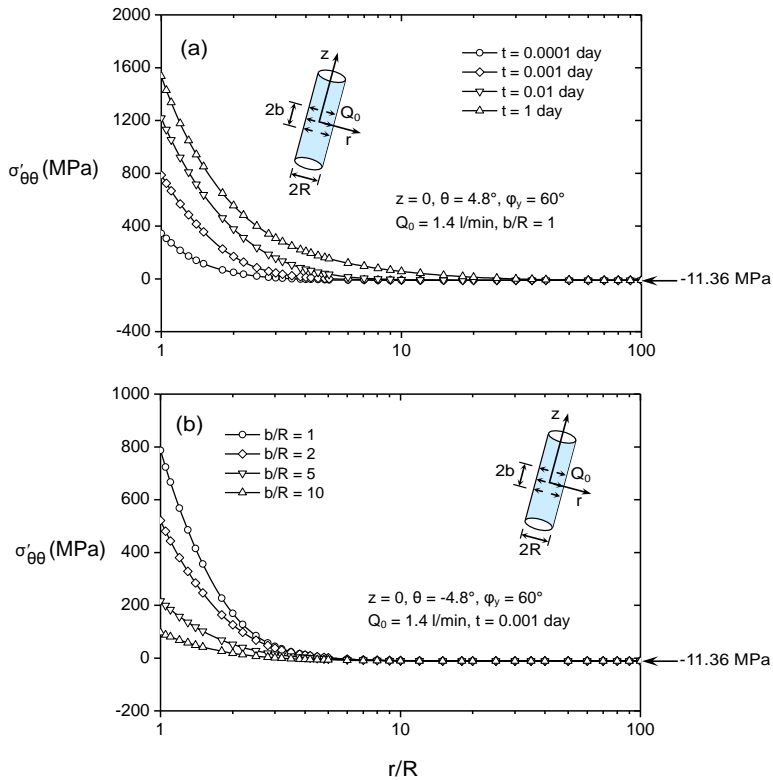 (a)
z
2b
Q₀
r
2R
t = 0.0001 day
t = 0.001 day
t = 0.01 day
t = 1 day
z = 0, θ = 4.8°, φy = 60°
Q₀ = 1.4 l/min, b/R = 1
σ′θθ (MPa)
2000
1600
1200
800
400
0
-400
-11.36 MPa
1
10
100
(b)
b/R = 1
b/R = 2
b/R = 5
b/R = 10
z
2b
Q₀
r
2R
z = 0, θ = -4.8°, φy = 60°
Q₀ = 1.4 l/min, t = 0.001 day
σ′θθ (MPa)
1000
800
600
400
200
0
-200
-11.36 MPa
1
10
100
r/R